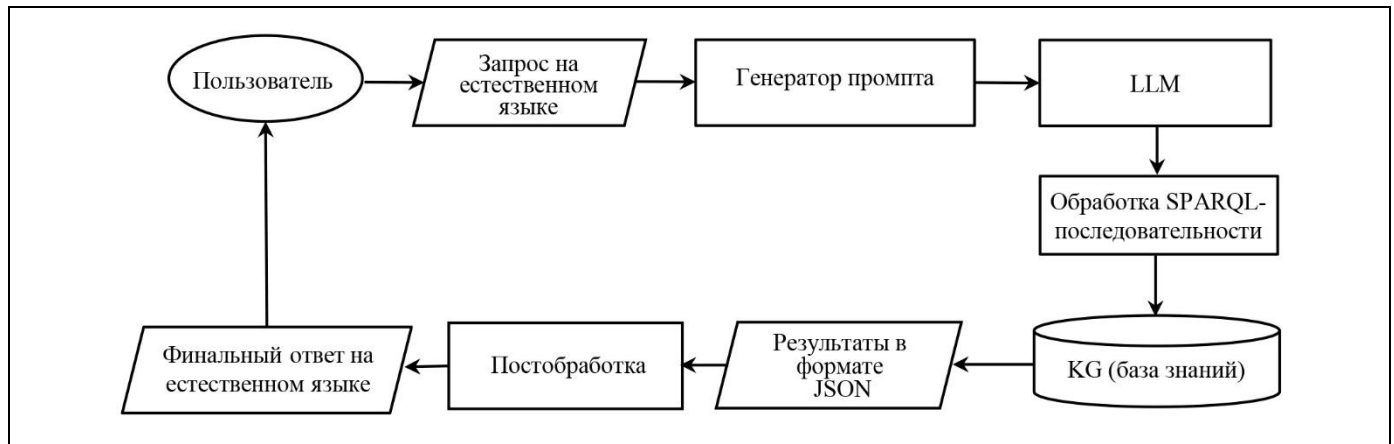 Пользователь
Запрос на
естественном
языке
Генератор промпта
LLM
Обработка SPARQL-
последовательности
KG (база знаний)
Результаты в
формате
JSON
Постобработка
Финальный ответ на
естественном языке